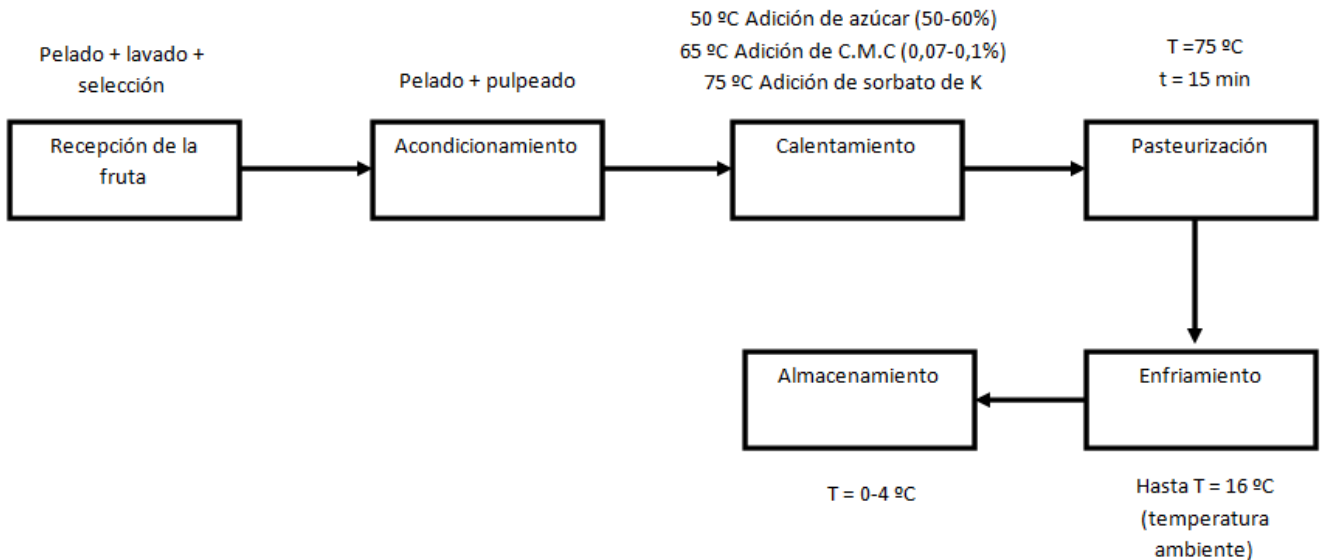 50 ºC Adición de azúcar (50-60%)
65 ºC Adición de C.M.C (0,07-0,1%)
75 ºC Adición de sorbato de K
Pelado + lavado +
selección
Pelado + pulpeado
T =75 ºC
t = 15 min
Recepción de la
fruta
Acondicionamiento
Calentamiento
Pasteurización
Almacenamiento
Enfriamiento
T = 0-4 ºC
Hasta T = 16 ºC
(temperatura
ambiente)